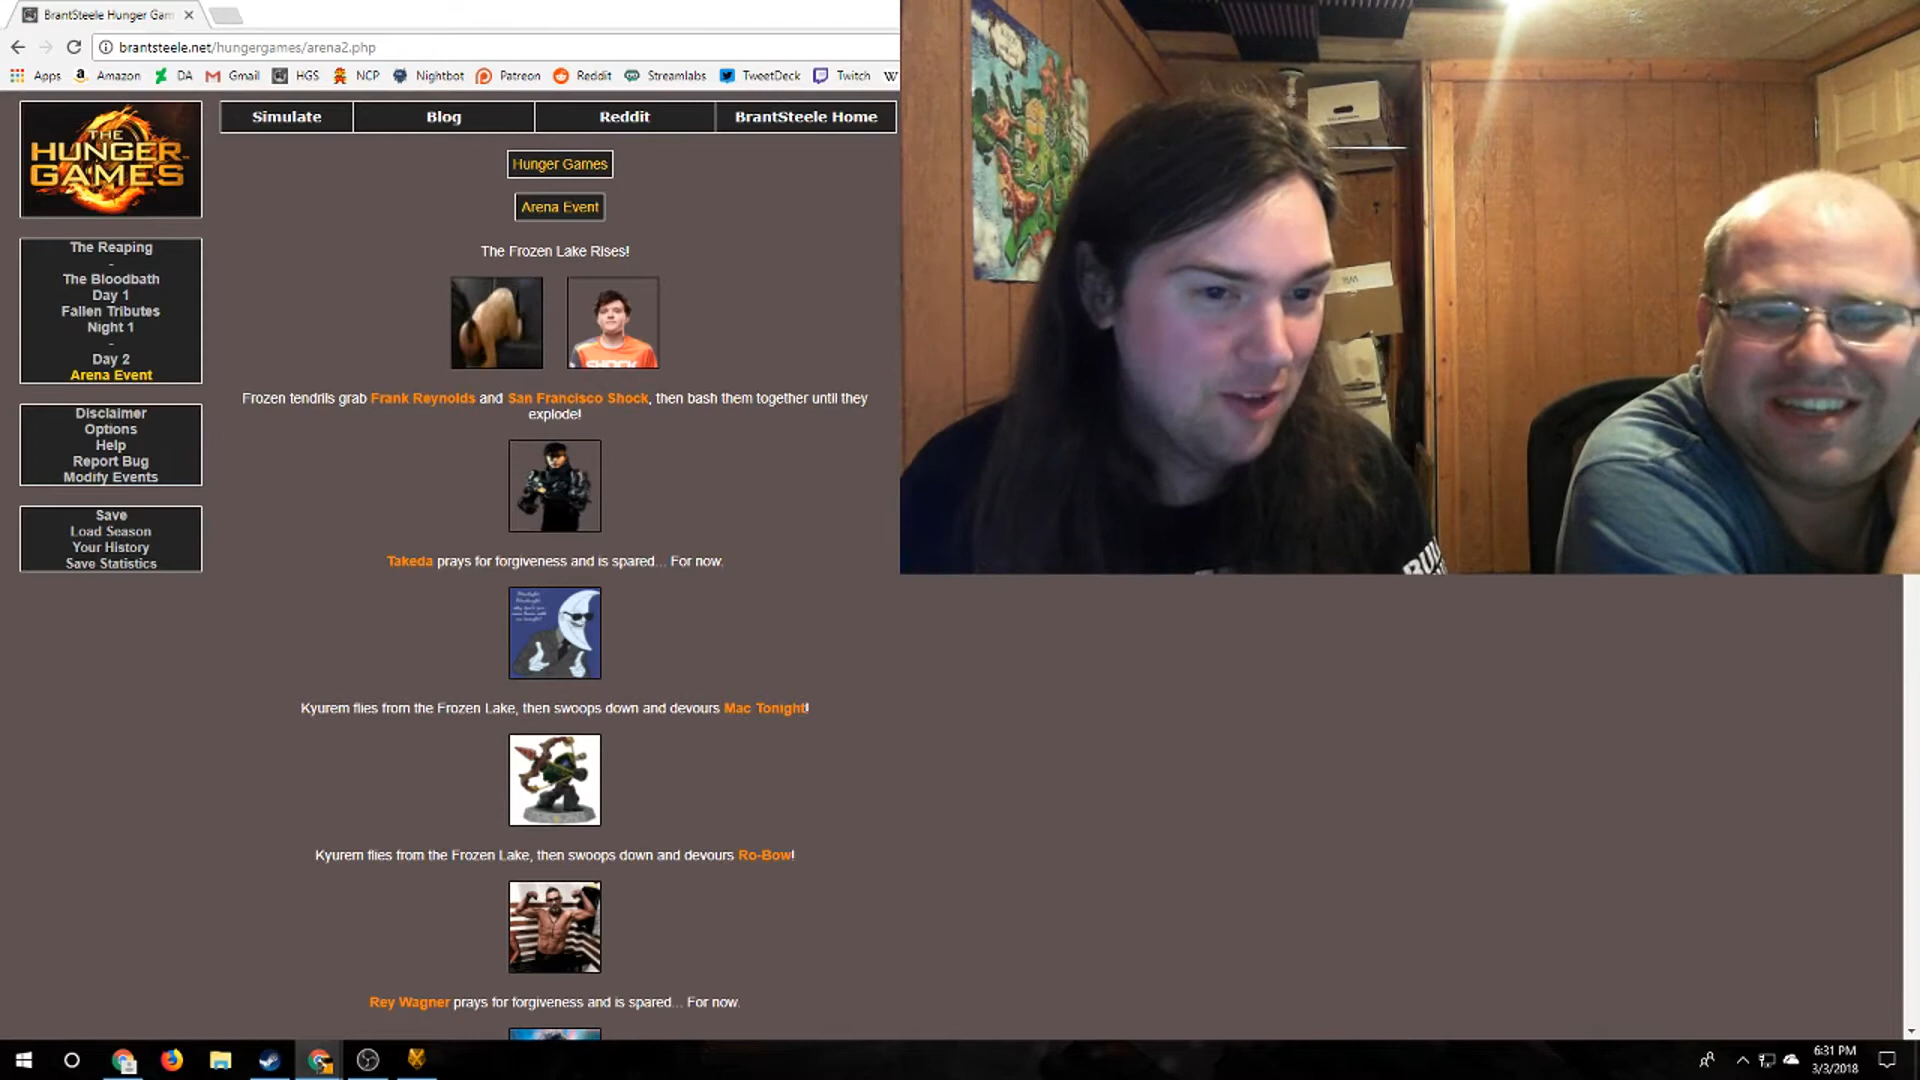 BrantSteele Hunger Gam
brantsteele.net/hungergames/arena2.php
Apps Amazon DA Gmail HGS NCP Nightbot Patreon Reddit Streamlabs TweetDeck Twitch W
THE
HUNGER
GAMES
Simulate Blog Reddit BrantSteele Home
Hunger Games
Arena Event
The Reaping
-
The Bloodbath
Day 1
Fallen Tributes
Night 1
-
Day 2
Arena Event
Disclaimer
Options
Help
Report Bug
Modify Events
Save
Load Season
Your History
Save Statistics
The Frozen Lake Rises!
SHOCK
Frozen tendrils grab Frank Reynolds and San Francisco Shock, then bash them together until they
explode!
Takeda prays for forgiveness and is spared... For now.
Kyurem flies from the Frozen Lake, then swoops down and devours Mac Tonight!
Kyurem flies from the Frozen Lake, then swoops down and devours Ro-Bow!
Rey Wagner prays for forgiveness and is spared... For now.
6:31 PM
3/3/2018